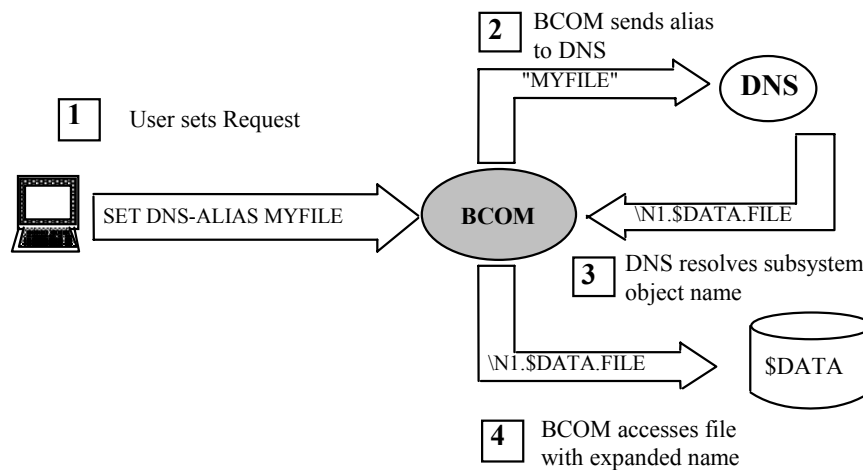 1
User sets Request
SET DNS-ALIAS MYFILE
BCOM
2
BCOM sends alias
to DNS
"MYFILE"
DNS
\N1.$DATA.FILE
3
DNS resolves subsystem
object name
\N1.$DATA.FILE
$DATA
4
BCOM accesses file
with expanded name